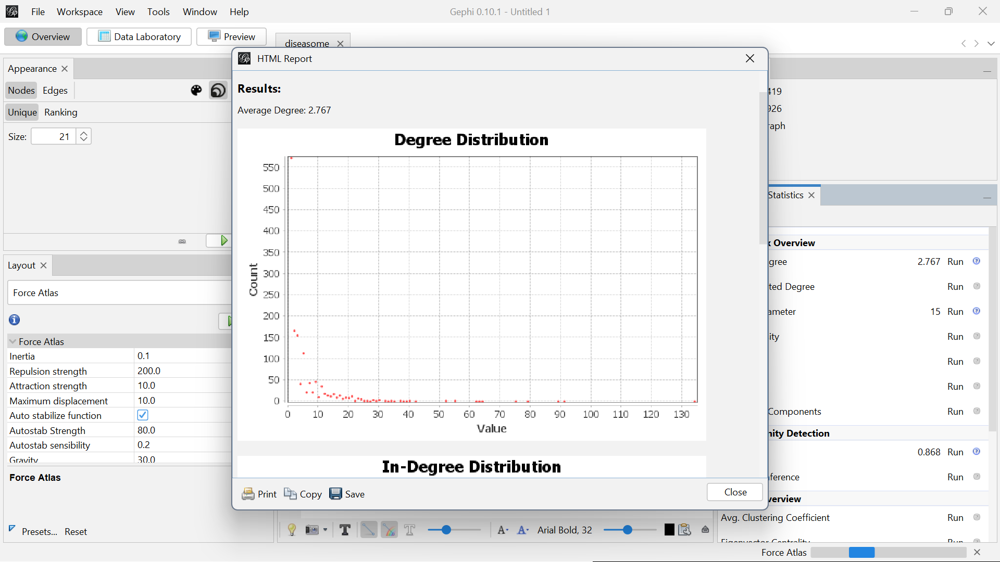 File Workspace View Tools Window Help
Gephi 0.10.1 - Untitled 1
Overview
Data Laboratory
Preview
diseasome
Appearance
Nodes Edges
Unique Ranking
Size: 21
Layout
Force Atlas
Force Atlas
Inertia 0.1
Repulsion strength 200.0
Attraction strength 10.0
Maximum displacement 10.0
Auto stabilize function
Autostab Strength 80.0
Autostab sensibility 0.2
Gravity 30.0
Force Atlas
Presets... Reset
HTML Report
Results:
Average Degree: 2.767
Degree Distribution
550
500
450
400
350
300
250
200
150
100
50
0
Count
0 10 20 30 40 50 60 70 80 90 100 110 120 130
Value
In-Degree Distribution
Print Copy Save
Close
Arial Bold, 32
419
926
raph
Statistics
Overview
gree 2.767 Run
ted Degree Run
ameter 15 Run
ity Run
Run
Run
Components Run
nity Detection
0.868 Run
ference Run
verview
Avg. Clustering Coefficient Run
Eigenvector Centrality Run
Force Atlas